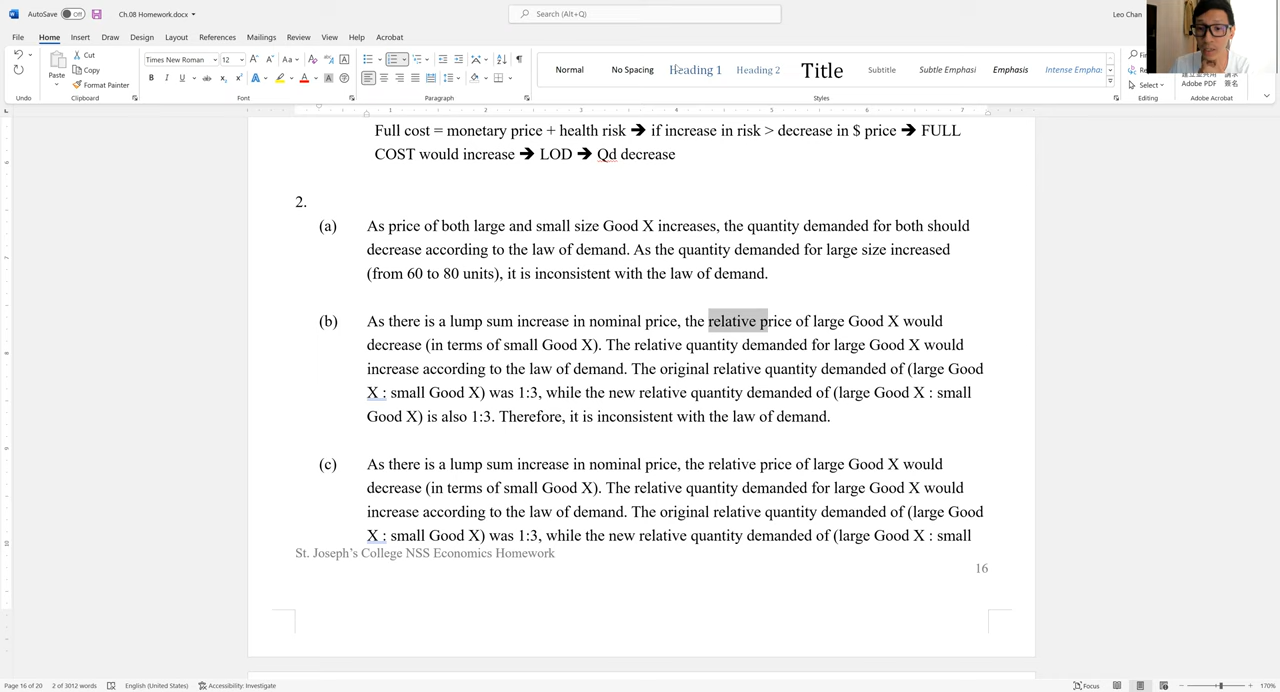 AutoSave Off Ch.08 Homework.docx Search (Alt+Q) Leo Chan
File Home Insert Draw Design Layout References Mailings Review View Help Acrobat
Cut
Copy
Format Painter
Paste
Times New Roman 12
Normal No Spacing Heading 1 Heading 2 Title Subtitle Subtle Emphasi Emphasis Intense Empha
Select
Adobe PDF 簽名
Undo Clipboard Font Paragraph Styles Editing Adobe Acrobat
Full cost = monetary price + health risk ➔ if increase in risk > decrease in $ price ➔ FULL
COST would increase ➔ LOD ➔ Qd decrease
2.
(a) As price of both large and small size Good X increases, the quantity demanded for both should
decrease according to the law of demand. As the quantity demanded for large size increased
(from 60 to 80 units), it is inconsistent with the law of demand.
(b) As there is a lump sum increase in nominal price, the relative price of large Good X would
decrease (in terms of small Good X). The relative quantity demanded for large Good X would
increase according to the law of demand. The original relative quantity demanded of (large Good
X : small Good X) was 1:3, while the new relative quantity demanded of (large Good X : small
Good X) is also 1:3. Therefore, it is inconsistent with the law of demand.
(c) As there is a lump sum increase in nominal price, the relative price of large Good X would
decrease (in terms of small Good X). The relative quantity demanded for large Good X would
increase according to the law of demand. The original relative quantity demanded of (large Good
X : small Good X) was 1:3, while the new relative quantity demanded of (large Good X : small
St. Joseph's College NSS Economics Homework
16
Page 16 of 20 2 of 3012 words English (United States) Accessibility: Investigate Focus 170%